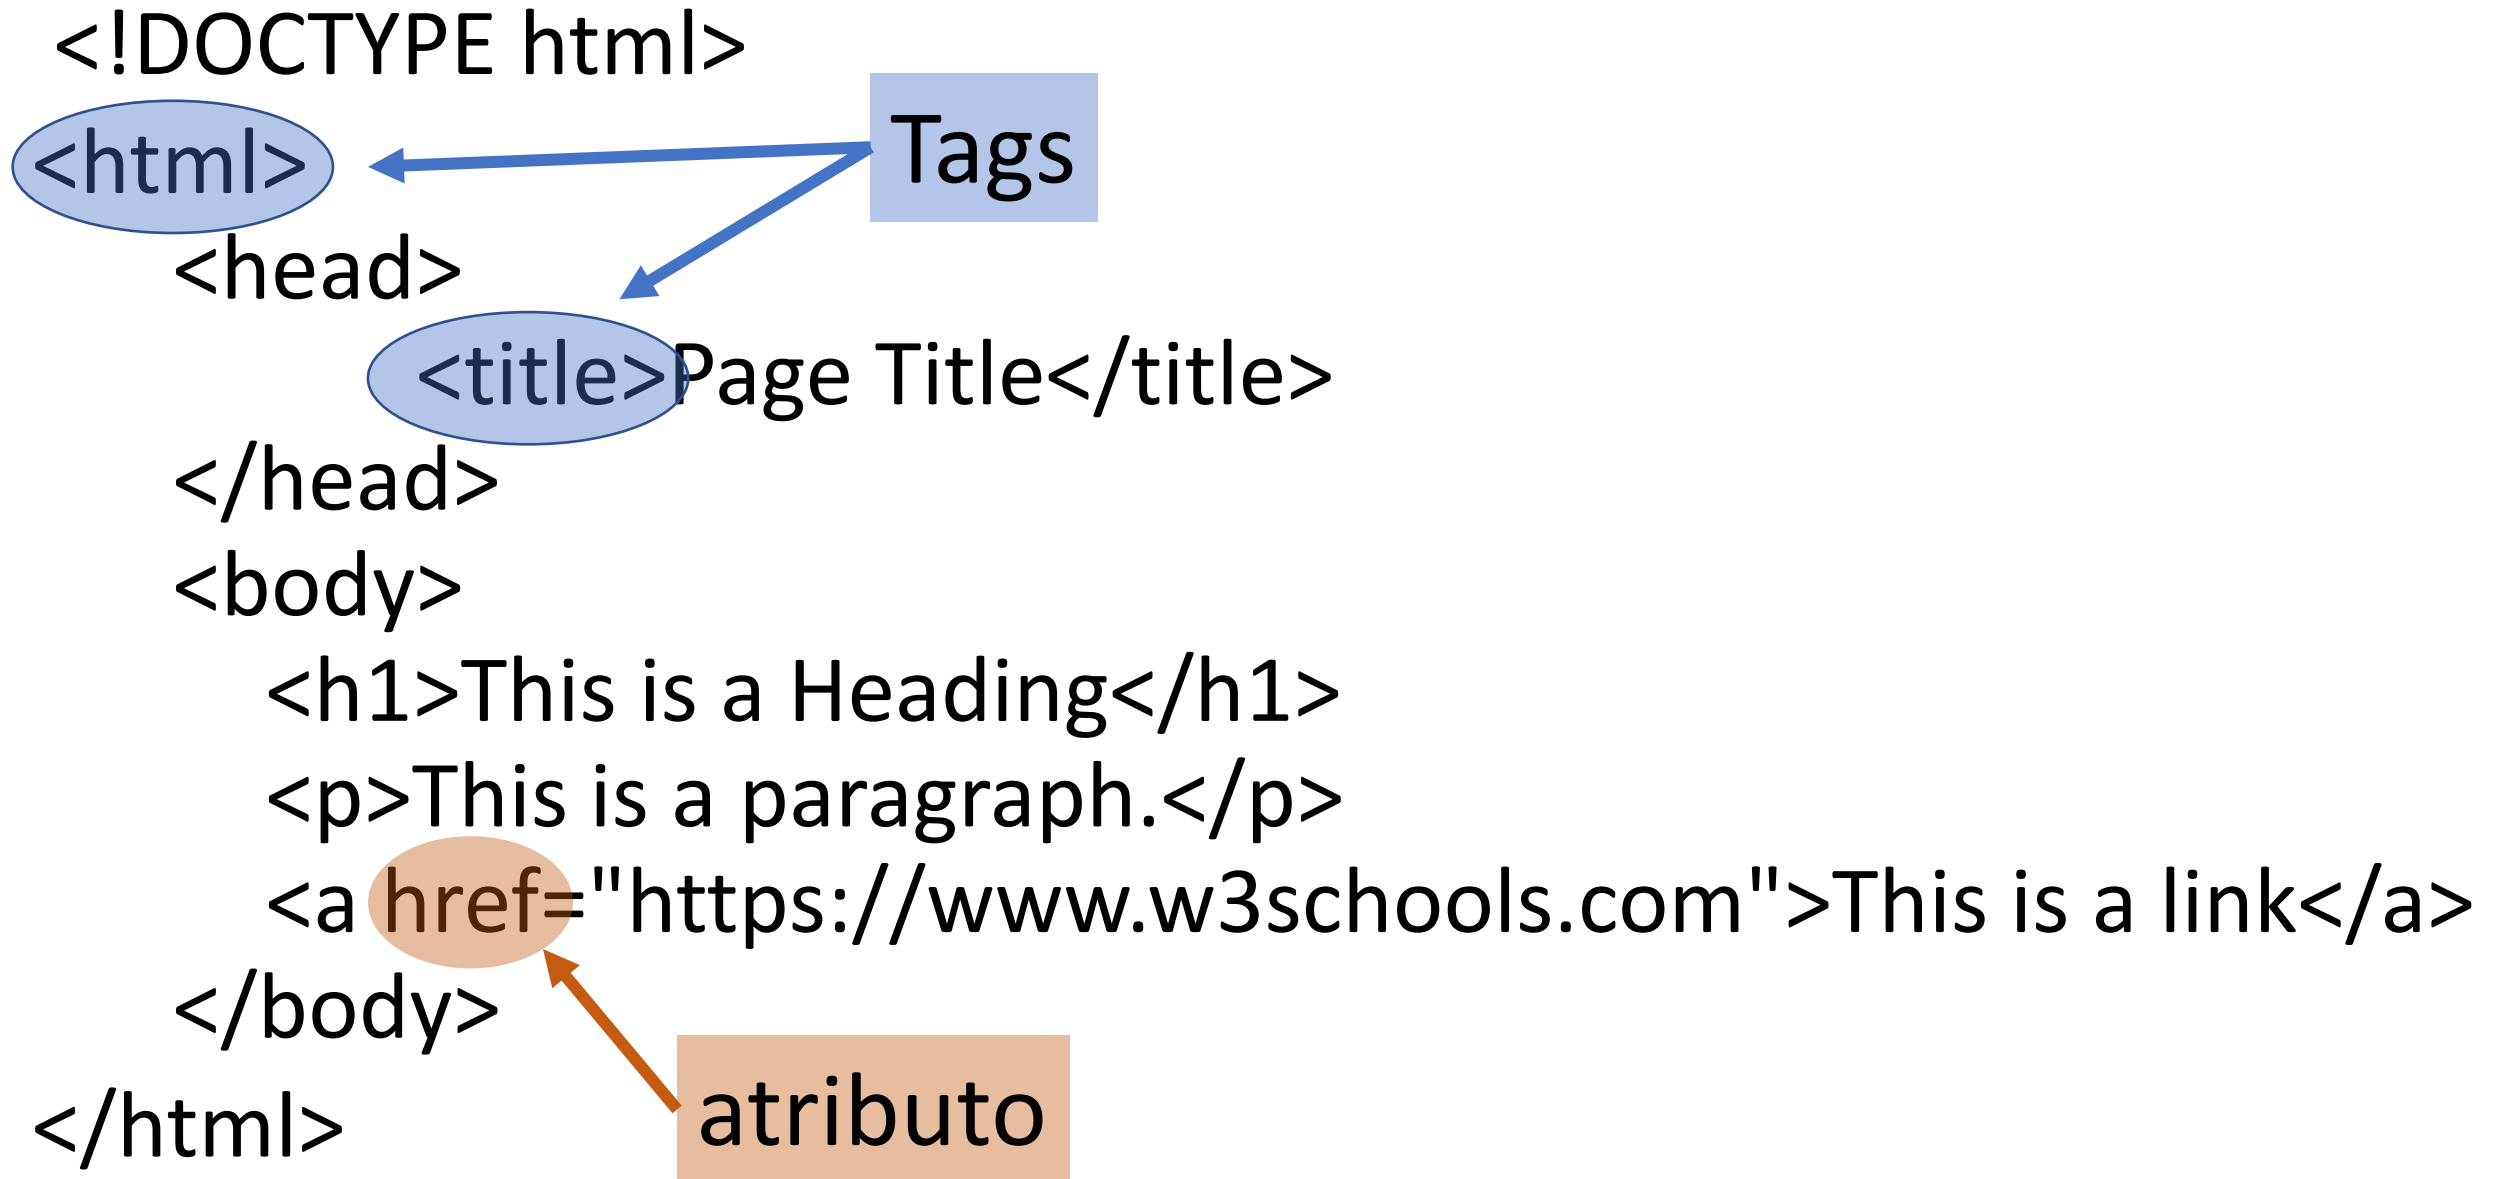 <!DOCTYPE html>
<html>
Tags
<head>
<title>Page Title</title>
</head>
<body>
<h1>This is a Heading</h1>
<p>This is a paragraph.</p>
<a href="https://www.w3schools.com">This is a link</a>
</body>
atributo
</html>